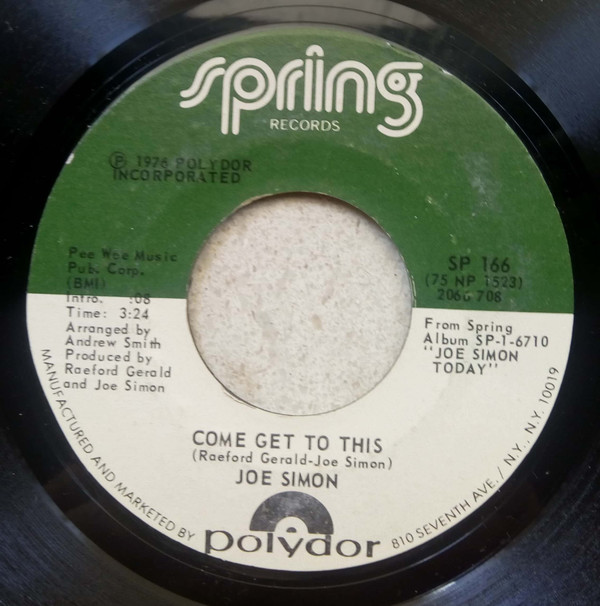 spring
RECORDS
Ⓟ 1976 POLYDOR
INCORPORATED
Pee Wee Music
Pub. Corp.
(BMI)
Intro. :08
Time: 3:24
Arranged by
Andrew Smith
Produced by
Raeford Gerald
and Joe Simon
SP 166
(75 NP 1523)
2066 708
From Spring
Album SP-1-6710
"JOE SIMON
TODAY"
COME GET TO THIS
(Raeford Gerald-Joe Simon)
JOE SIMON
polydor
MANUFACTURED AND MARKETED BY
810 SEVENTH AVE. / N.Y., N.Y. 10019